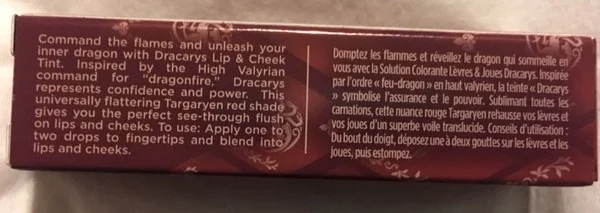 Command the flames and unleash your
inner dragon with Dracarys Lip & Cheek
Tint. Inspired by the High Valyrian
command for "dragonfire," Dracarys
represents confidence and power. This
universally flattering Targaryen red shade
gives you the perfect see-through flush
on lips and cheeks. To use: Apply one to
two drops to fingertips and blend into
lips and cheeks.
Domptez les flammes et réveillez le dragon qui sommeille en
vous avec la Solution Colorante Lèvres & Joues Dracarys. Inspirée
par l'ordre « feu-dragon » en haut valyrien, la teinte « Dracarys
» symbolise l'assurance et le pouvoir. Sublimant toutes les
carnations, cette nuance rouge Targaryen rehausse vos lèvres et
vos joues d'un superbe voile translucide. Conseils d'utilisation :
Du bout du doigt, déposez une à deux gouttes sur les lèvres et les
joues, puis estompez.